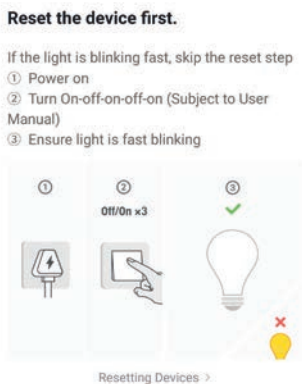 Reset the device first.
If the light is blinking fast, skip the reset step
① Power on
② Turn On-off-on-off-on (Subject to User
Manual)
③ Ensure light is fast blinking
① ② ③
Off/On ×3
Resetting Devices >